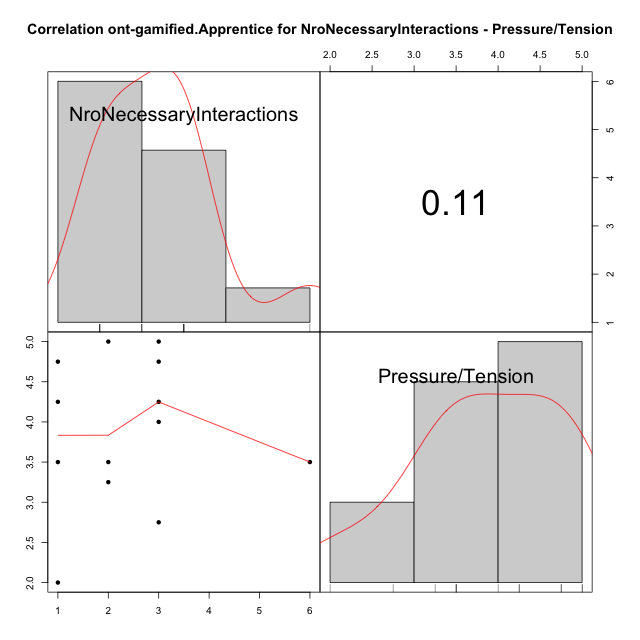 Correlation ont-gamified.Apprentice for NroNecessaryInteractions - Pressure/Tension
2.0 2.5 3.0 3.5 4.0 4.5 5.0
NroNecessaryInteractions
0.11
6
5
4
3
2
1
5.0
4.5
4.0
3.5
3.0
2.5
2.0
Pressure/Tension
1 2 3 4 5 6